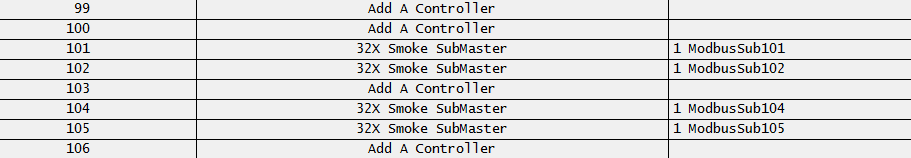 99 Add A Controller
100 Add A Controller
101 32X Smoke SubMaster 1 ModbusSub101
102 32X Smoke SubMaster 1 ModbusSub102
103 Add A Controller
104 32X Smoke SubMaster 1 ModbusSub104
105 32X Smoke SubMaster 1 ModbusSub105
106 Add A Controller